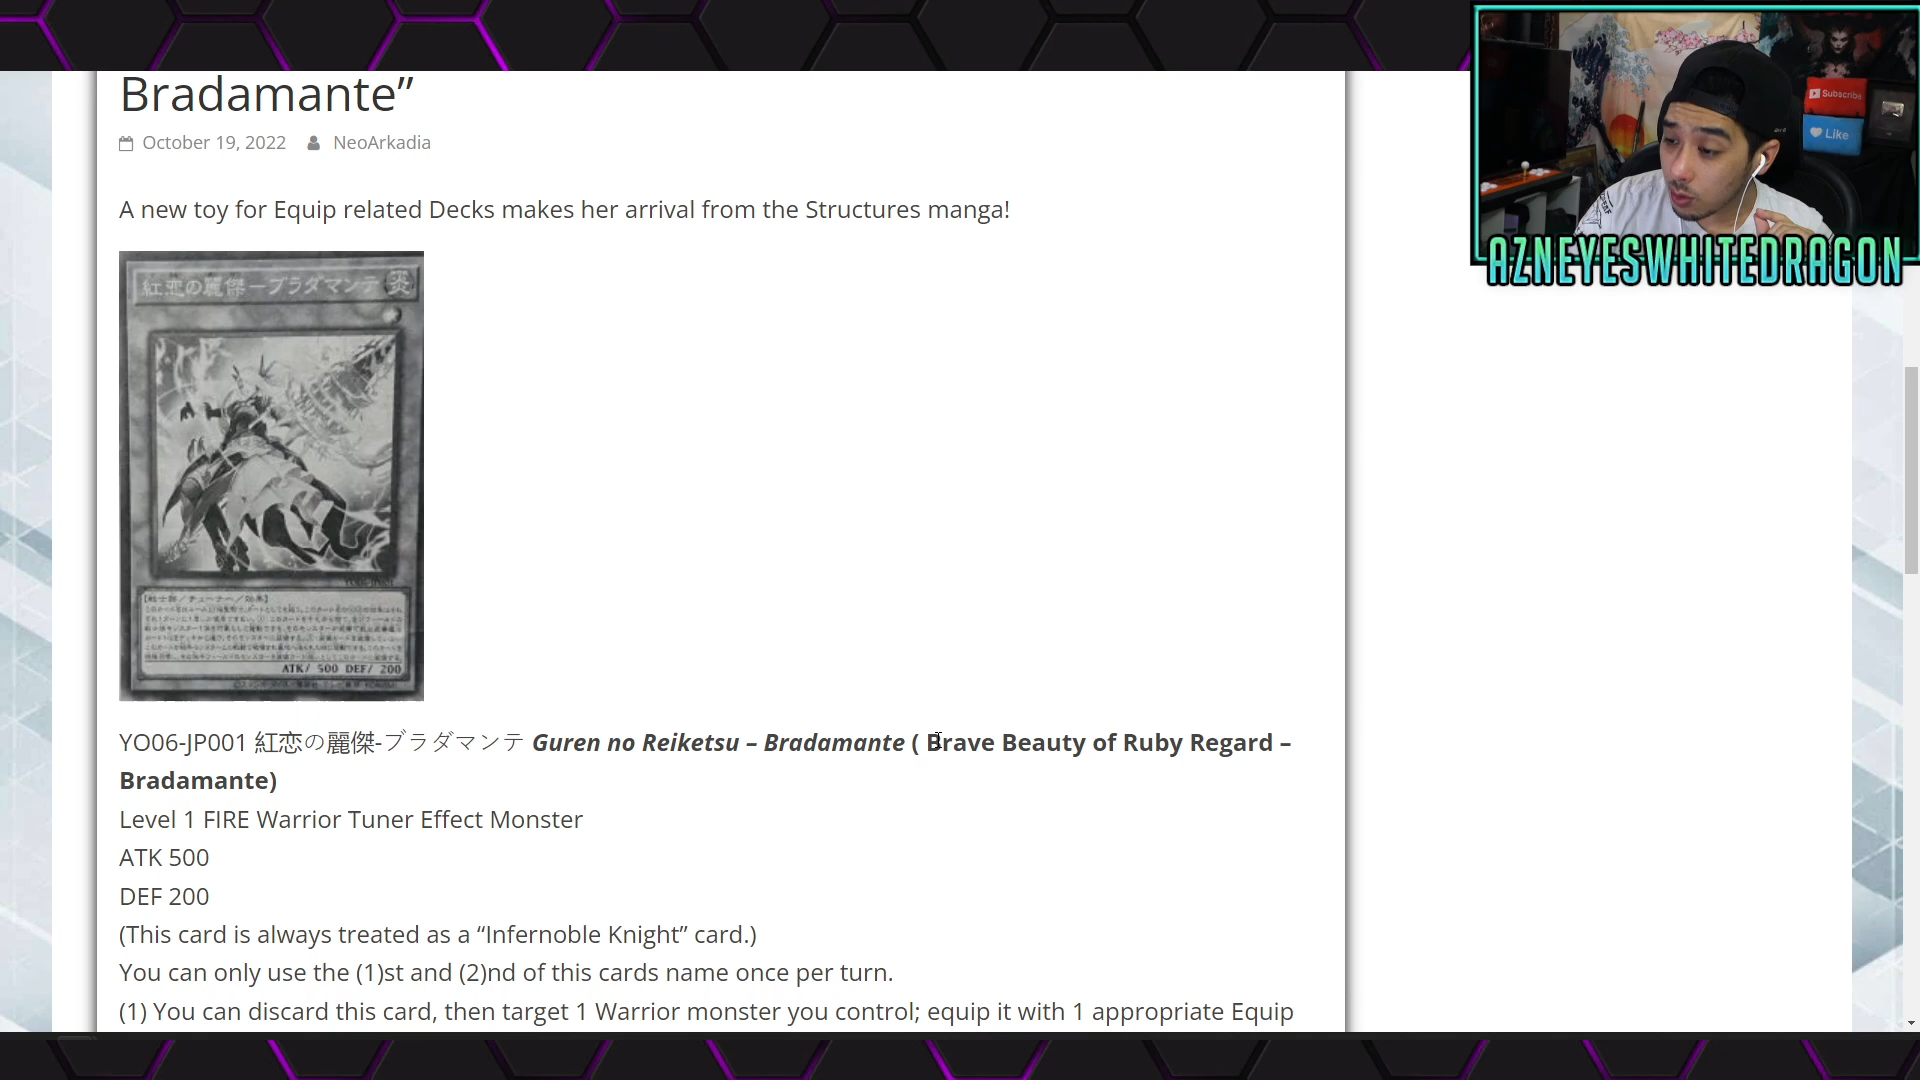 Bradamante”
October 19, 2022 NeoArkadia
A new toy for Equip related Decks makes her arrival from the Structures manga!
紅恋の麗傑－ブラダマンテ 炎
ATK/ 500 DEF/ 200
YO06-JP001 紅恋の麗傑-ブラダマンテ Guren no Reiketsu – Bradamante ( Brave Beauty of Ruby Regard –
Bradamante)
Level 1 FIRE Warrior Tuner Effect Monster
ATK 500
DEF 200
(This card is always treated as a “Infernoble Knight” card.)
You can only use the (1)st and (2)nd of this cards name once per turn.
(1) You can discard this card, then target 1 Warrior monster you control; equip it with 1 appropriate Equip
Subscribe
Like
AZNEYESWHITEDRAGON